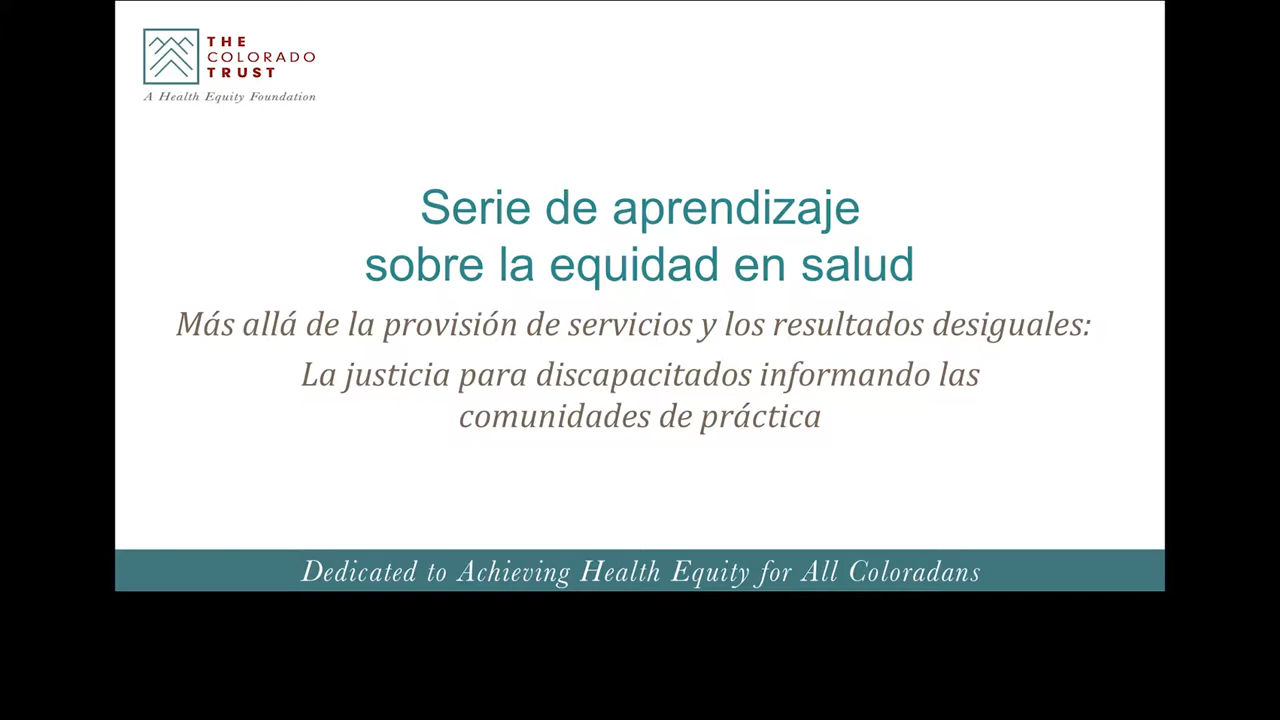 THE
COLORADO
TRUST
A Health Equity Foundation
Serie de aprendizaje
sobre la equidad en salud
Más allá de la provisión de servicios y los resultados desiguales:
La justicia para discapacitados informando las
comunidades de práctica
Dedicated to Achieving Health Equity for All Coloradans